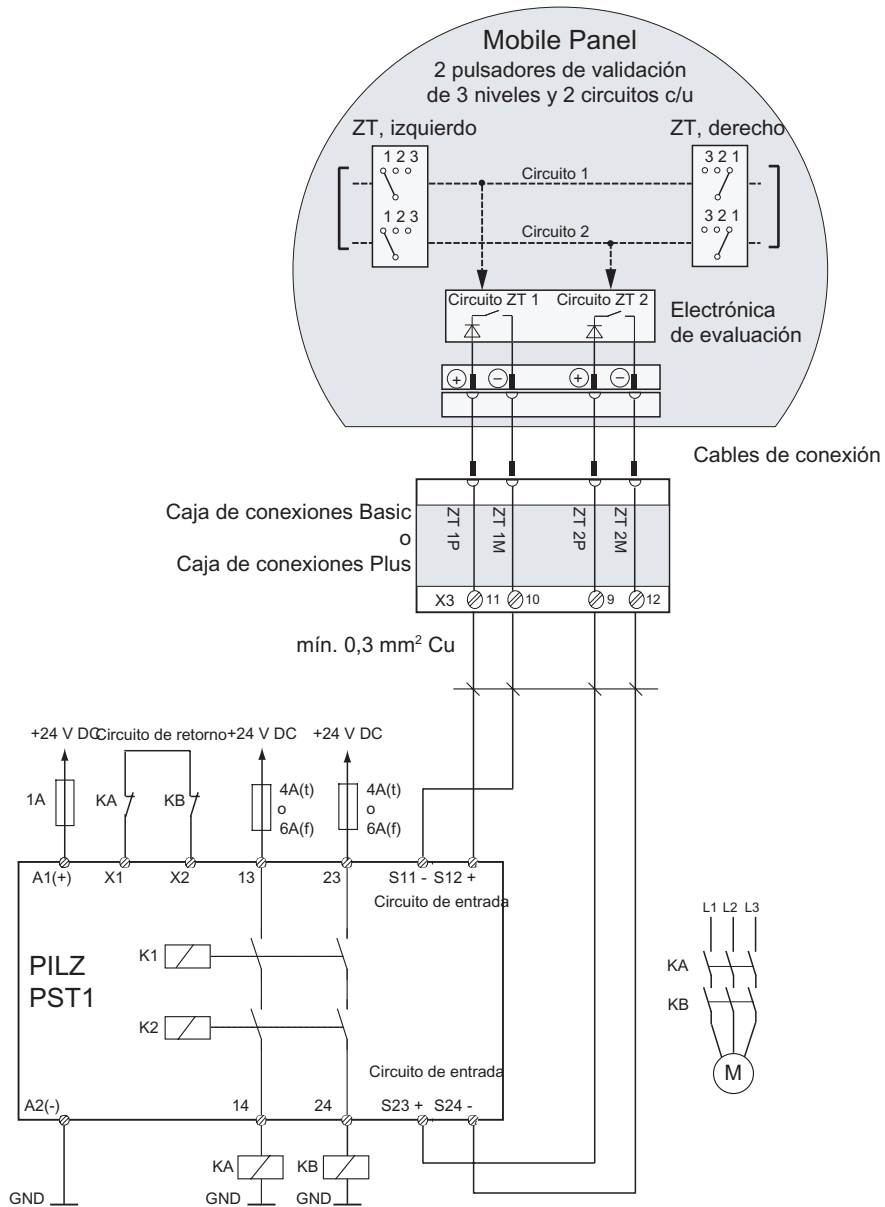 Mobile Panel
2 pulsadores de validación
de 3 niveles y 2 circuitos c/u
ZT, izquierdo
ZT, derecho
1 2 3
3 2 1
Circuito 1
1 2 3
3 2 1
Circuito 2
Circuito ZT 1
Circuito ZT 2
Electrónica
de evaluación
+
−
+
−
Cables de conexión
Caja de conexiones Basic
o
Caja de conexiones Plus
ZT 1P
ZT 1M
ZT 2P
ZT 2M
X3
11
10
9
12
mín. 0,3 mm² Cu
+24 V DC
Circuito de retorno
+24 V DC
+24 V DC
1A
KA
KB
4A(t)
o
6A(f)
4A(t)
o
6A(f)
A1(+)
X1
X2
13
23
S11 -
S12 +
Circuito de entrada
PILZ
PST1
K1
K2
L1 L2 L3
KA
KB
M
Circuito de entrada
A2(-)
14
24
S23 +
S24 -
KA
KB
GND
GND
GND